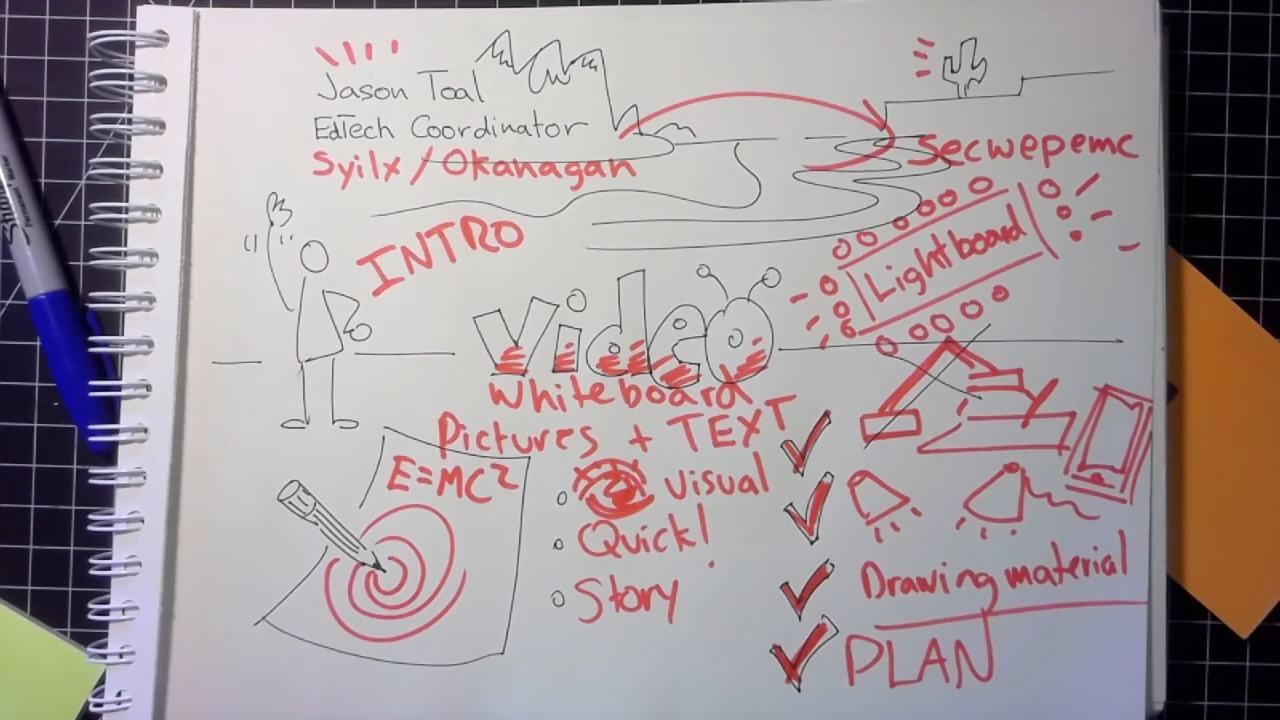 Jason Toal
EdTech Coordinator
Syilx / Okanagan
Secwepemc
INTRO
Lightboard
Video
Whiteboard
Pictures + TEXT
E=MC2
visual
Quick!
Story
Drawing material
PLAN